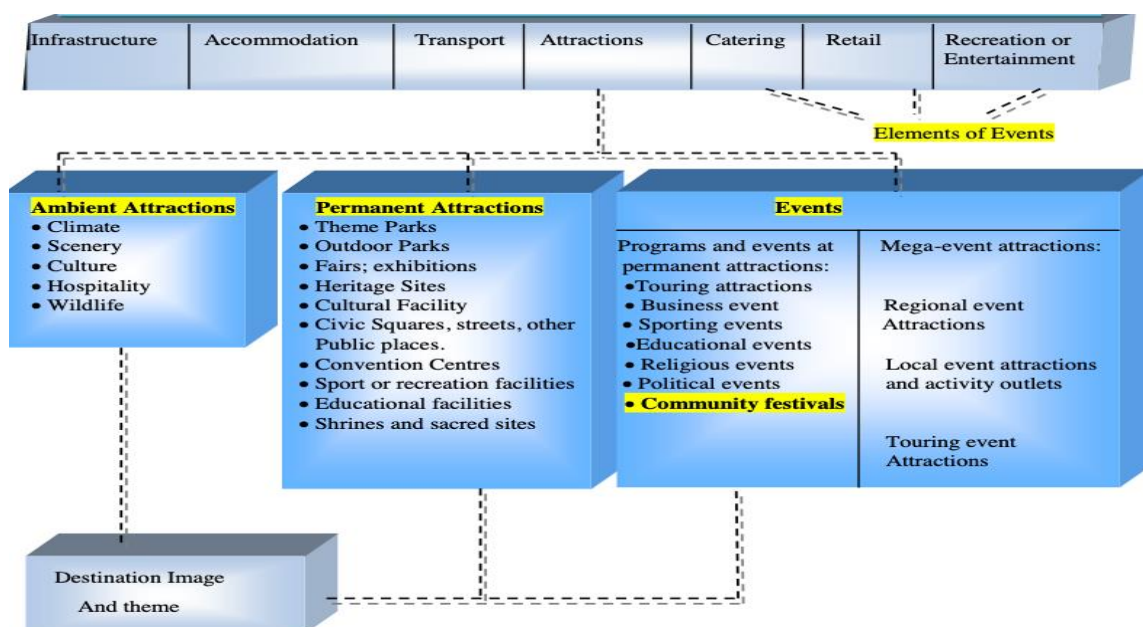 Infrastructure
Accommodation
Transport
Attractions
Catering
Retail
Recreation or
Entertainment
Elements of Events
Ambient Attractions
• Climate
• Scenery
• Culture
• Hospitality
• Wildlife
Permanent Attractions
• Theme Parks
• Outdoor Parks
• Fairs; exhibitions
• Heritage Sites
• Cultural Facility
• Civic Squares, streets, other
Public places.
• Convention Centres
• Sport or recreation facilities
• Educational facilities
• Shrines and sacred sites
Events
Programs and events at
permanent attractions:
•Touring attractions
• Business event
• Sporting events
•Educational events
• Religious events
• Political events
• Community festivals
Mega-event attractions:
Regional event
Attractions
Local event attractions
and activity outlets
Touring event
Attractions
Destination Image
And theme